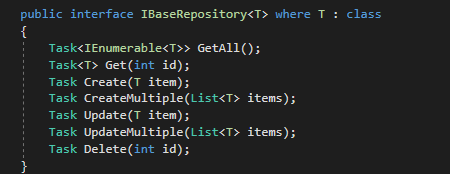 public interface IBaseRepository<T> where T : class
{
Task<IEnumerable<T>> GetAll();
Task<T> Get(int id);
Task Create(T item);
Task CreateMultiple(List<T> items);
Task Update(T item);
Task UpdateMultiple(List<T> items);
Task Delete(int id);
}